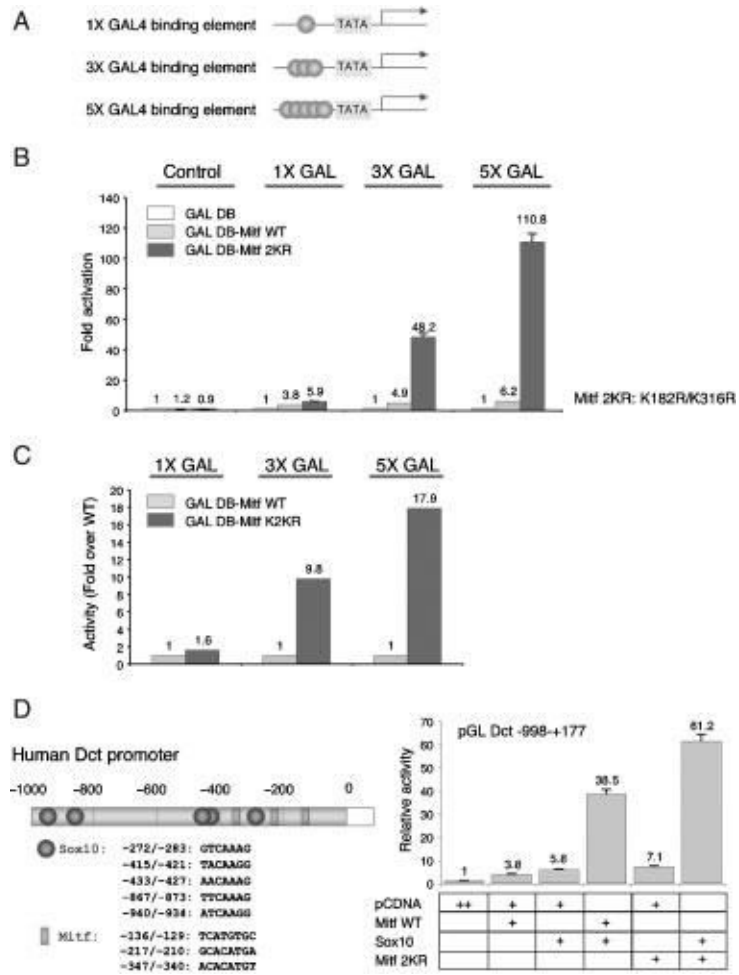 A
1X GAL4 binding element
TATA
3X GAL4 binding element
TATA
5X GAL4 binding element
TATA
B
Control
1X GAL
3X GAL
5X GAL
Fold activation
140
120
100
80
60
40
20
0
GAL DB
GAL DB-Mitf WT
GAL DB-Mitf 2KR
1
1.2
0.9
1
3.8
5.9
1
4.9
48.2
1
6.2
110.8
Mitf 2KR: K182R/K316R
C
1X GAL
3X GAL
5X GAL
Activity (Fold over WT)
20
18
16
14
12
10
8
6
4
2
0
GAL DB-Mitf WT
GAL DB-Mitf K2KR
1
1.6
1
9.8
1
17.9
D
Human Dct promoter
-1000
-800
-600
-400
-200
0
Sox10:
-272/-283: GTCAAAG
-415/-421: TACAAGG
-433/-427: AACAAAG
-867/-873: TTCAAAG
-940/-934: ATCAAGG
Mitf:
-136/-129: TCATGTGC
-217/-210: GCACATGA
-347/-340: ACACATGT
pGL Dct -998-+177
Relative activity
70
60
50
40
30
20
10
0
1
3.8
5.8
38.5
7.1
61.2
pCDNA ++ + + +
Mitf WT + +
Sox10 + + +
Mitf 2KR + +